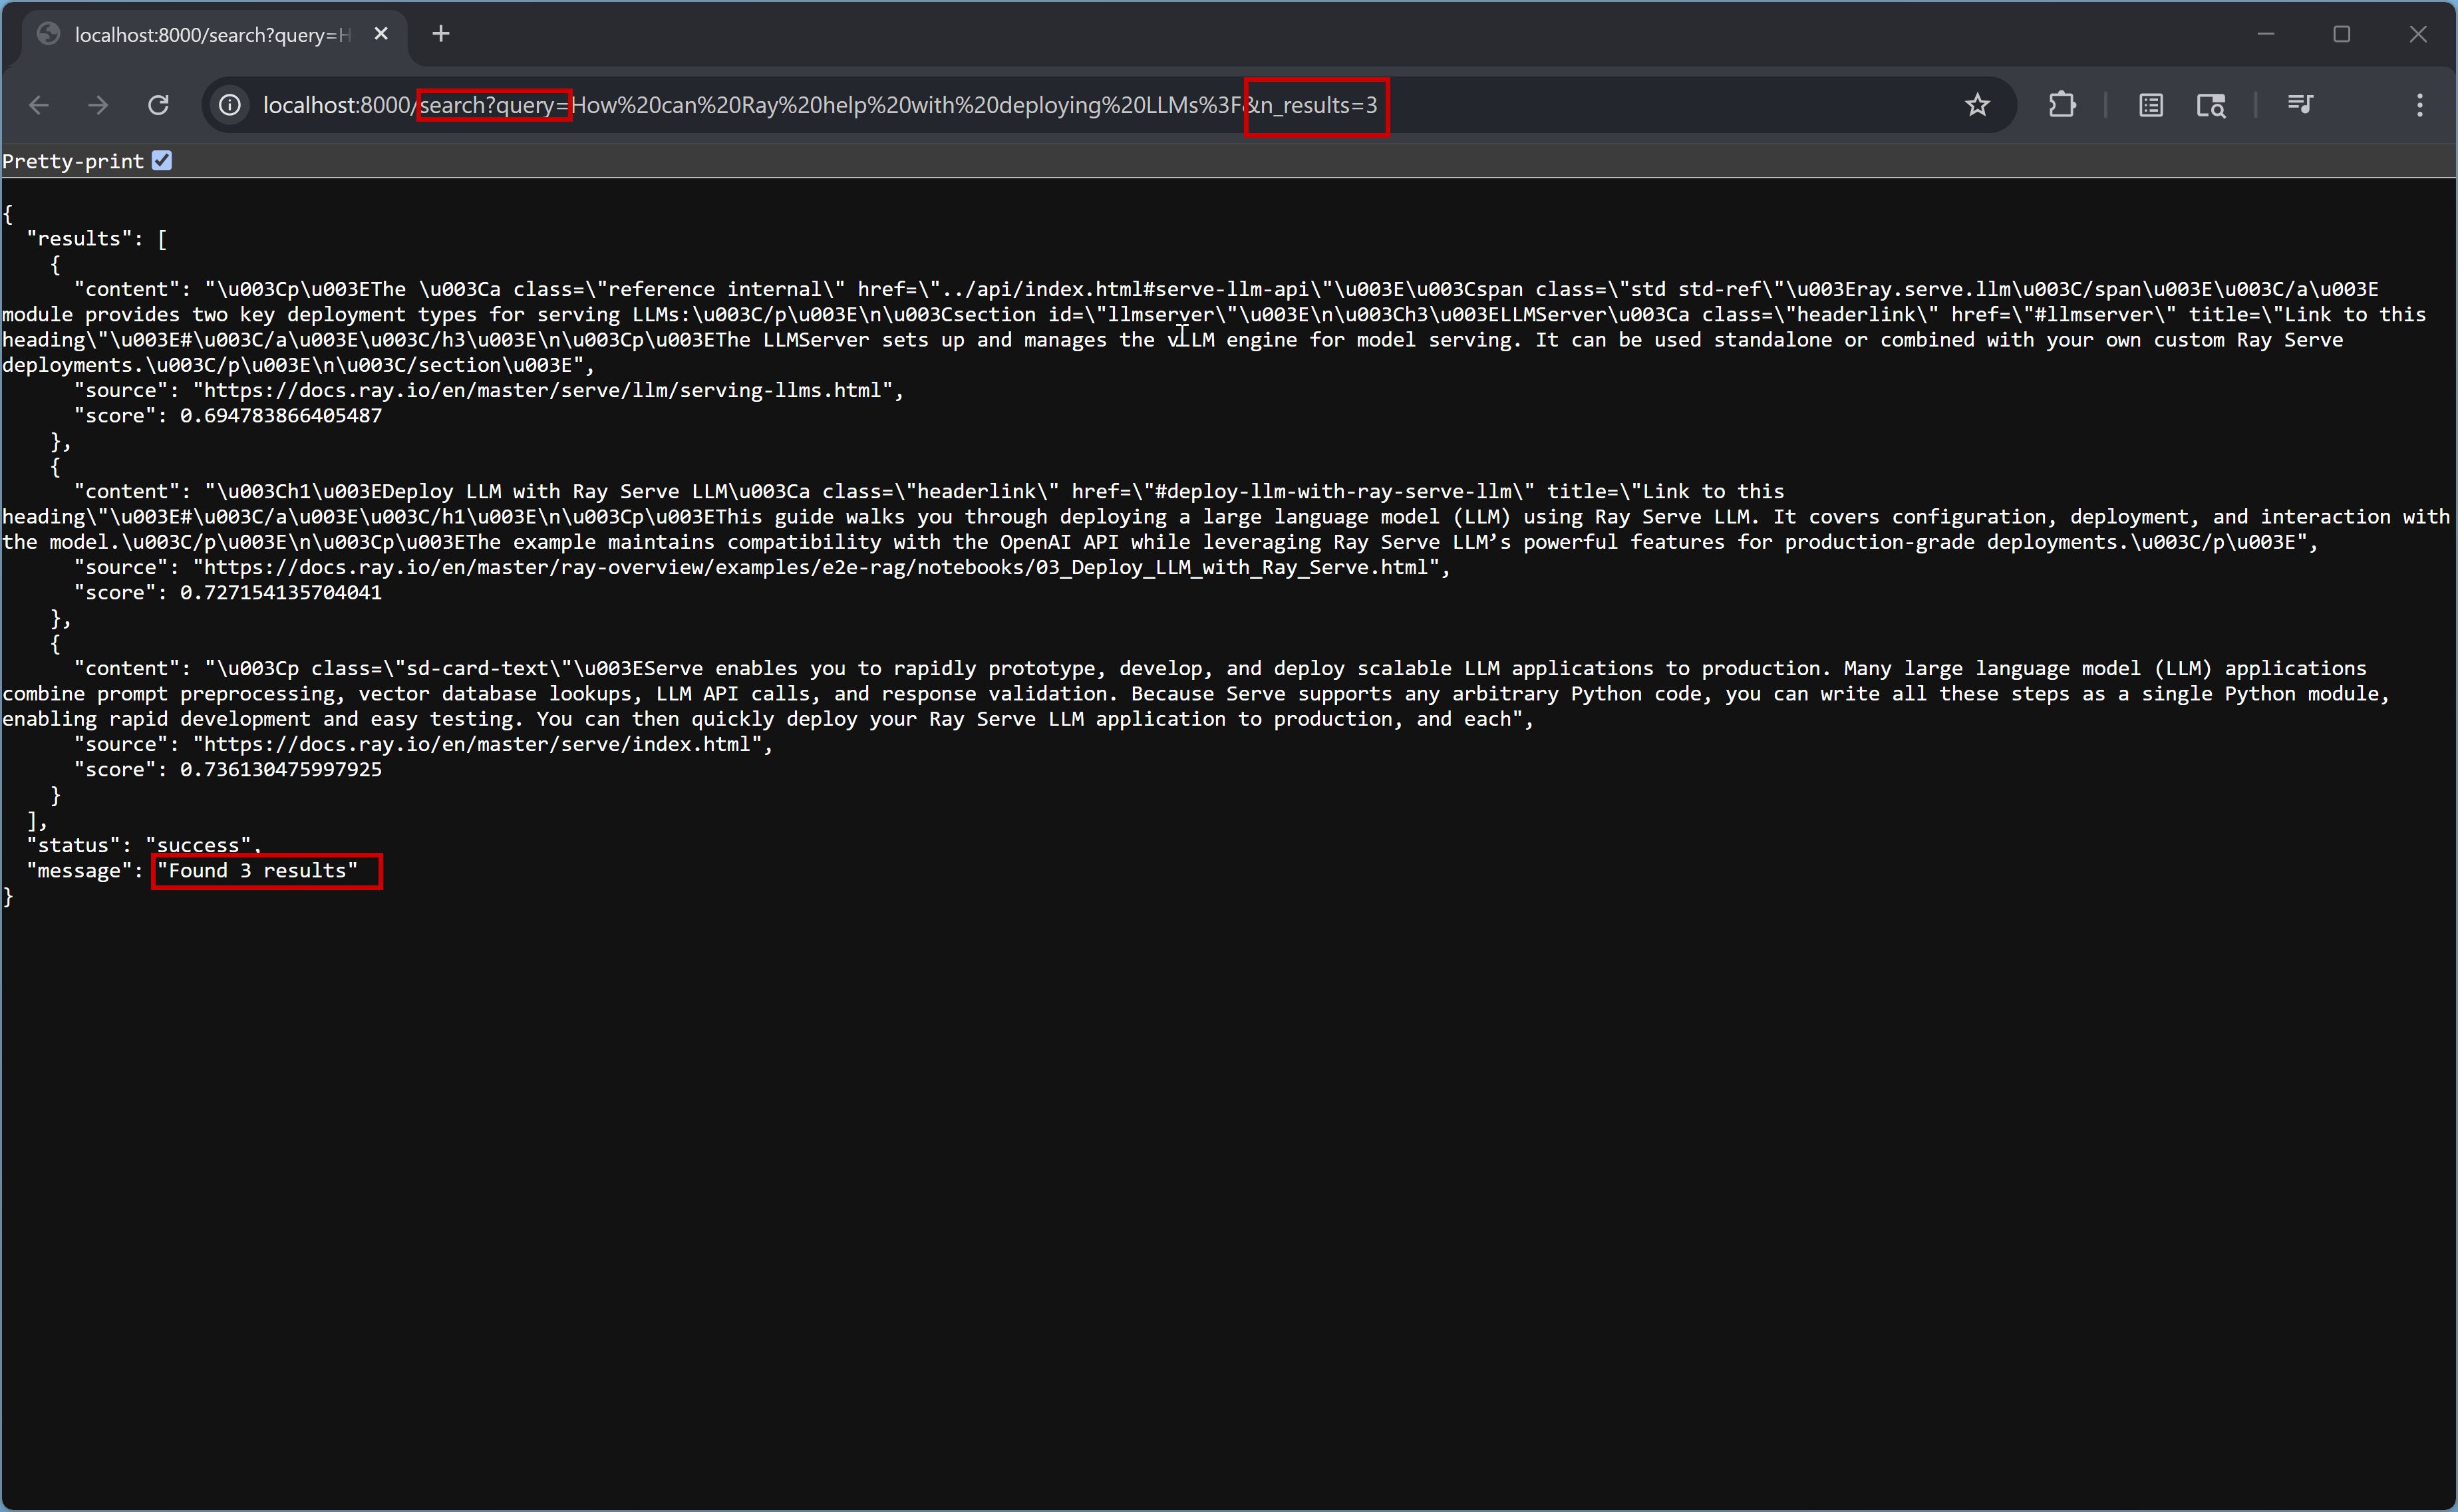 localhost:8000/search?query=H
localhost:8000/search?query=How%20can%20Ray%20help%20with%20deploying%20LLMs%3F&n_results=3
Pretty-print
{
  "results": [
    {
      "content": "\u003Cp\u003EThe \u003Ca class=\"reference internal\" href=\"../api/index.html#serve-llm-api\"\u003E\u003Cspan class=\"std std-ref\"\u003Eray.serve.llm\u003C/span\u003E\u003C/a\u003E
module provides two key deployment types for serving LLMs:\u003C/p\u003E\n\u003Csection id=\"llmserver\"\u003E\n\u003Ch3\u003ELLMServer\u003Ca class=\"headerlink\" href=\"#llmserver\" title=\"Link to this
heading\"\u003E#\u003C/a\u003E\u003C/h3\u003E\n\u003Cp\u003EThe LLMServer sets up and manages the vLLM engine for model serving. It can be used standalone or combined with your own custom Ray Serve
deployments.\u003C/p\u003E\n\u003C/section\u003E",
      "source": "https://docs.ray.io/en/master/serve/llm/serving-llms.html",
      "score": 0.694783866405487
    },
    {
      "content": "\u003Ch1\u003EDeploy LLM with Ray Serve LLM\u003Ca class=\"headerlink\" href=\"#deploy-llm-with-ray-serve-llm\" title=\"Link to this
heading\"\u003E#\u003C/a\u003E\u003C/h1\u003E\n\u003Cp\u003EThis guide walks you through deploying a large language model (LLM) using Ray Serve LLM. It covers configuration, deployment, and interaction with
the model.\u003C/p\u003E\n\u003Cp\u003EThe example maintains compatibility with the OpenAI API while leveraging Ray Serve LLM’s powerful features for production-grade deployments.\u003C/p\u003E",
      "source": "https://docs.ray.io/en/master/ray-overview/examples/e2e-rag/notebooks/03_Deploy_LLM_with_Ray_Serve.html",
      "score": 0.727154135704041
    },
    {
      "content": "\u003Cp class=\"sd-card-text\"\u003EServe enables you to rapidly prototype, develop, and deploy scalable LLM applications to production. Many large language model (LLM) applications
combine prompt preprocessing, vector database lookups, LLM API calls, and response validation. Because Serve supports any arbitrary Python code, you can write all these steps as a single Python module,
enabling rapid development and easy testing. You can then quickly deploy your Ray Serve LLM application to production, and each",
      "source": "https://docs.ray.io/en/master/serve/index.html",
      "score": 0.736130475997925
    }
  ],
  "status": "success",
  "message": "Found 3 results"
}